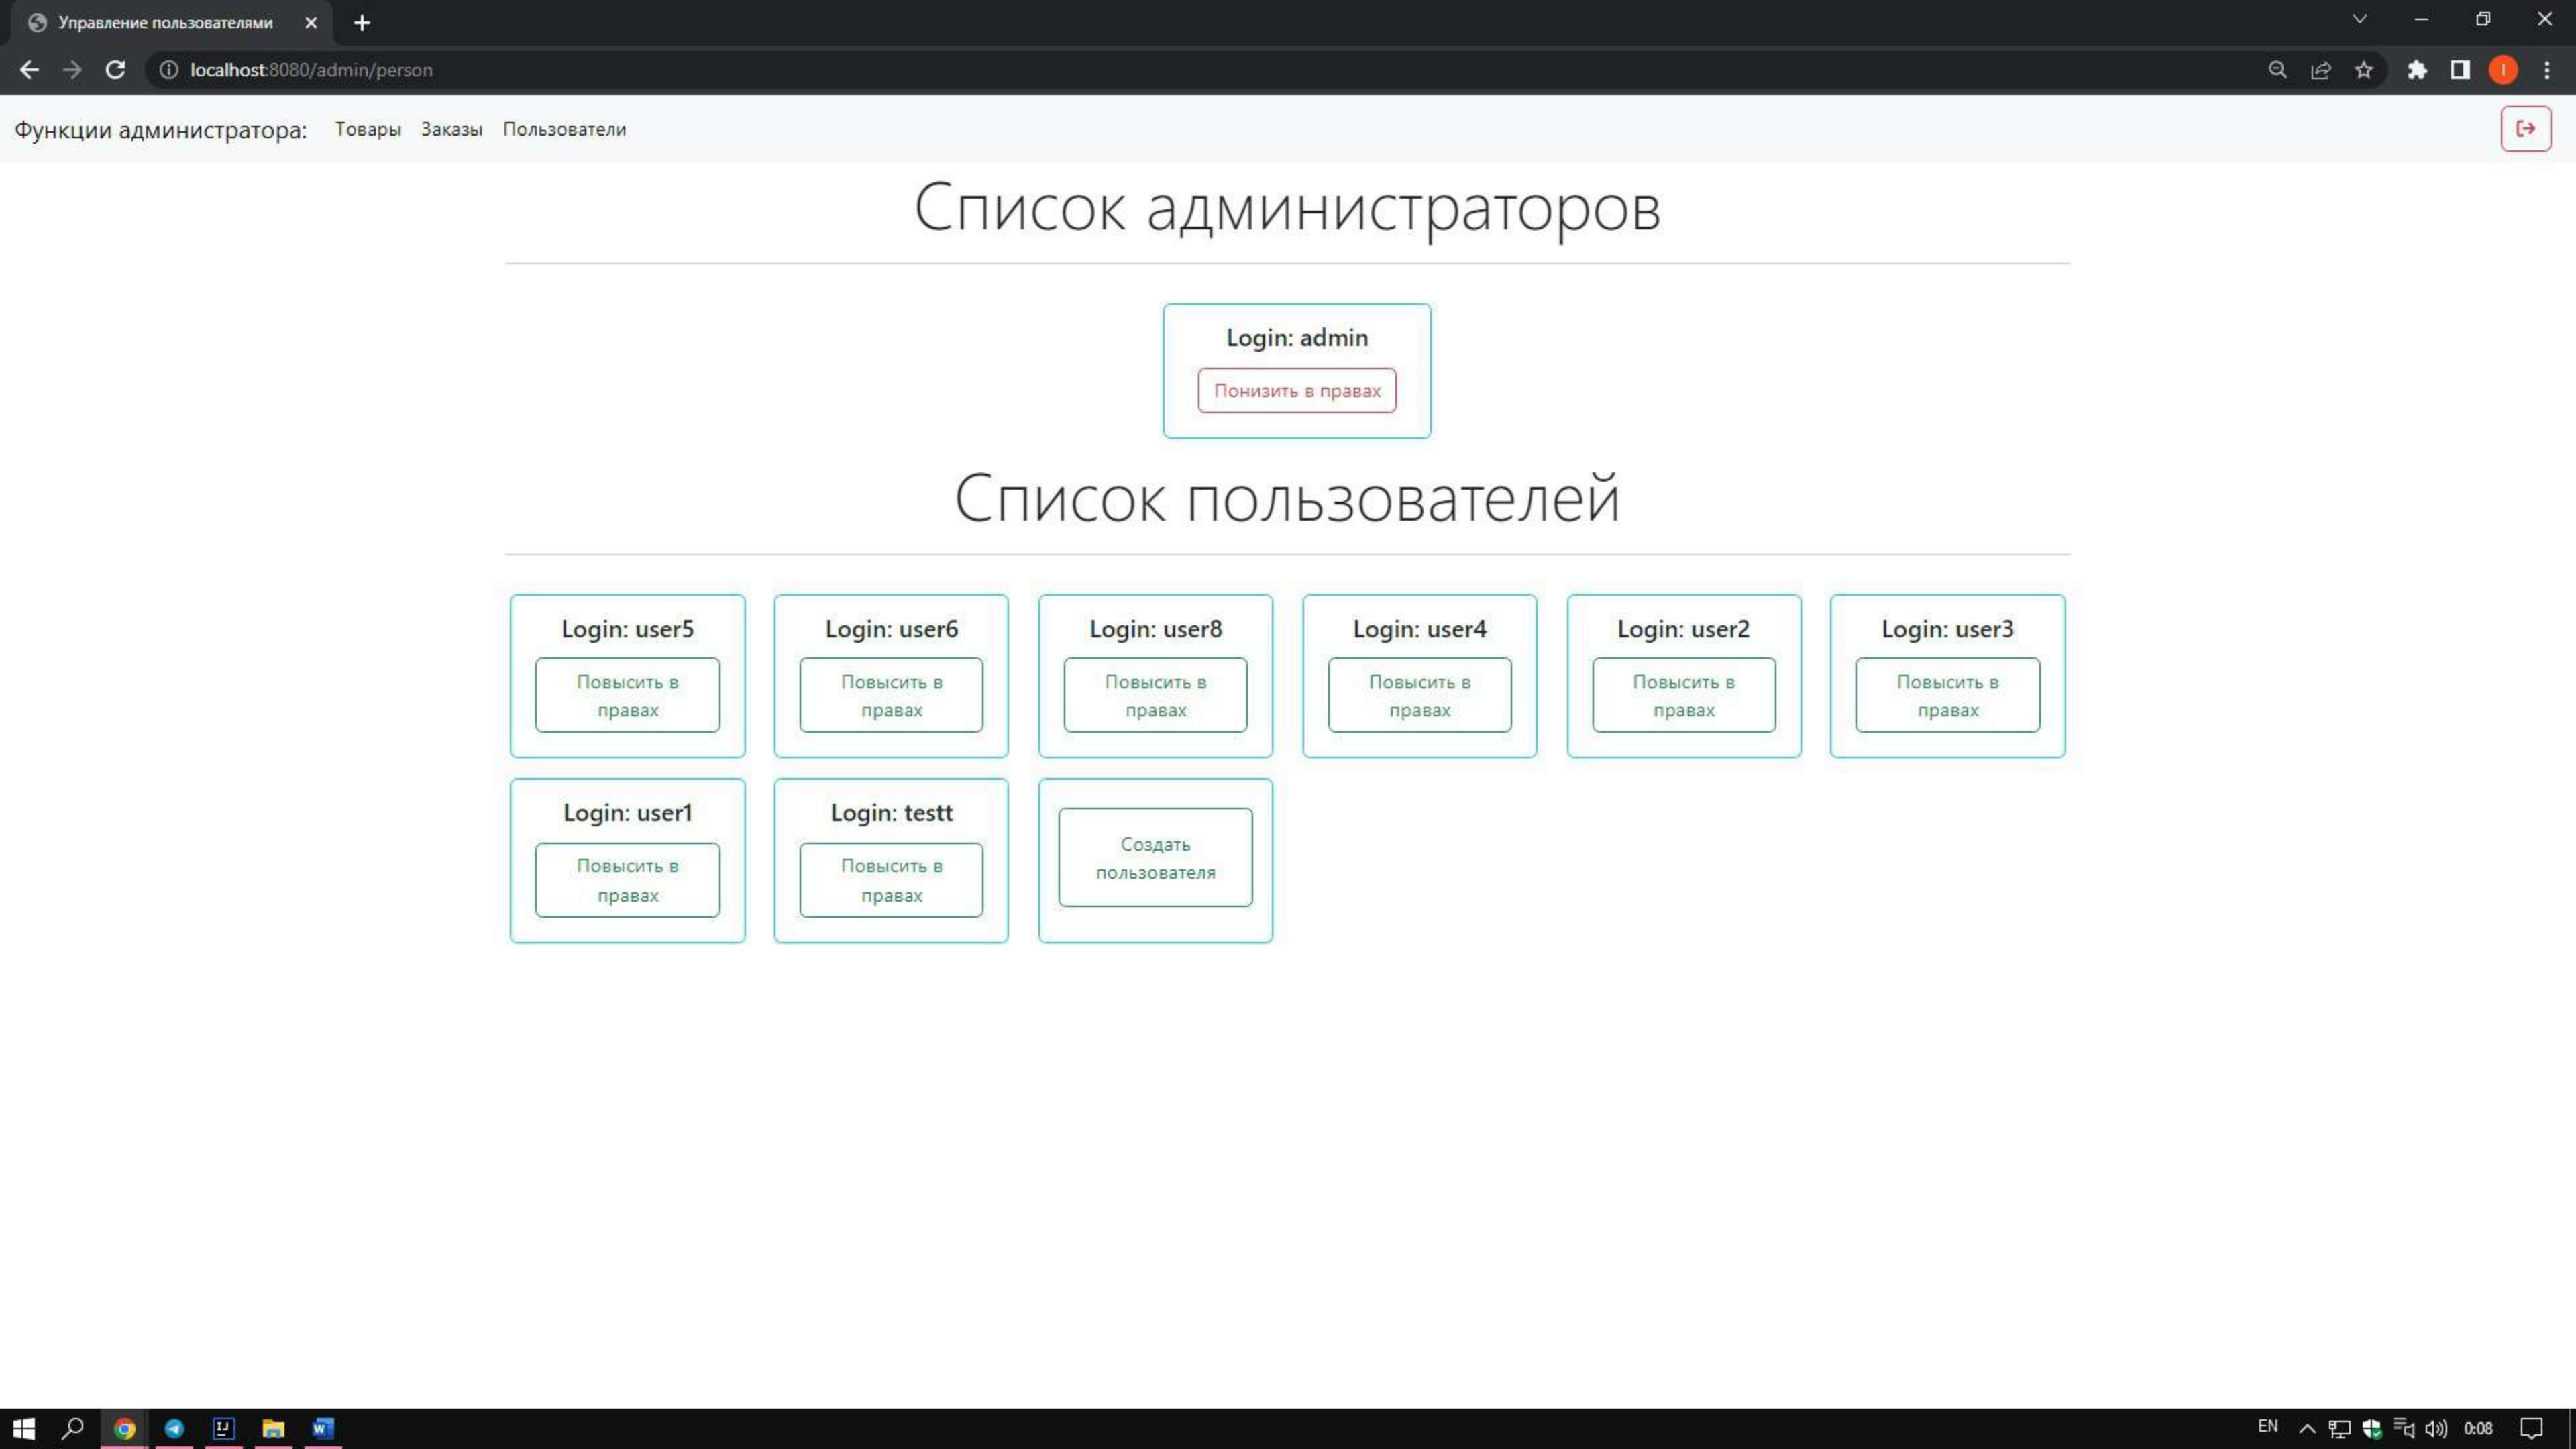 Управление пользователями
localhost:8080/admin/person
Функции администратора: Товары Заказы Пользователи
Список администраторов
Login: admin
Понизить в правах
Список пользователей
Login: user5
Повысить в
правах
Login: user6
Повысить в
правах
Login: user8
Повысить в
правах
Login: user4
Повысить в
правах
Login: user2
Повысить в
правах
Login: user3
Повысить в
правах
Login: user1
Повысить в
правах
Login: testt
Повысить в
правах
Создать
пользователя
EN
0:08